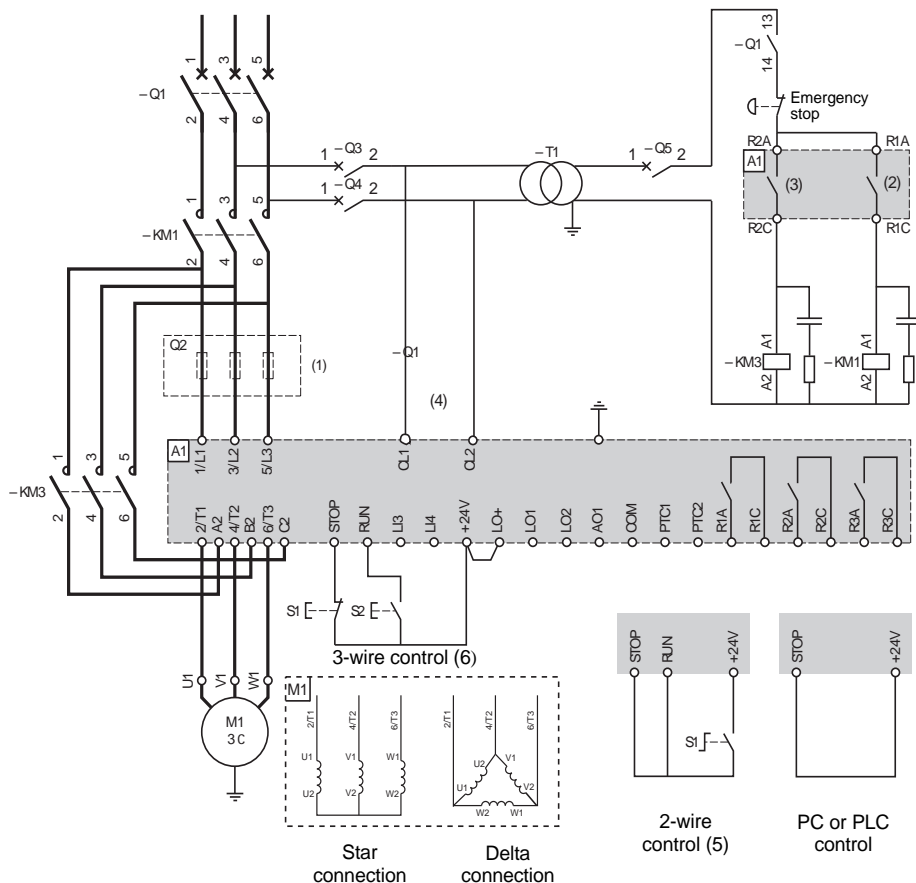 1 3 5
– Q1
2 4 6
13
– Q1
14
Emergency
stop
1 – Q3 2
1 – Q4 2
– T1
1 – Q5 2
R2A R1A
A1
(3) (2)
R2C R1C
1 3 5
– KM1
2 4 6
Q2
(1)
– Q1
(4)
A1 A1
– KM3 – KM1
A2 A2
A1
1/L1 3/L2 5/L3 CL1 CL2
1 3 5
– KM3
2 4 6
2/T1 A2 4/T2 B2 6/T3 C2 STOP RUN LI3 LI4 +24V LO+ LO1 LO2 AO1 COM PTC1 PTC2 R1A R1C R2A R2C R3A R3C
S1 S2
3-wire control (6)
U1 V1 W1
M1
3 C
M1
2/T1 4/T2 6/T3 2/T1 4/T2 6/T3
U1 V1 W1
U2 V2 W2
U2 V1
U1 V2
W2 W1
Star
connection
Delta
connection
STOP RUN +24V
S1
2-wire
control (5)
STOP +24V
PC or PLC
control